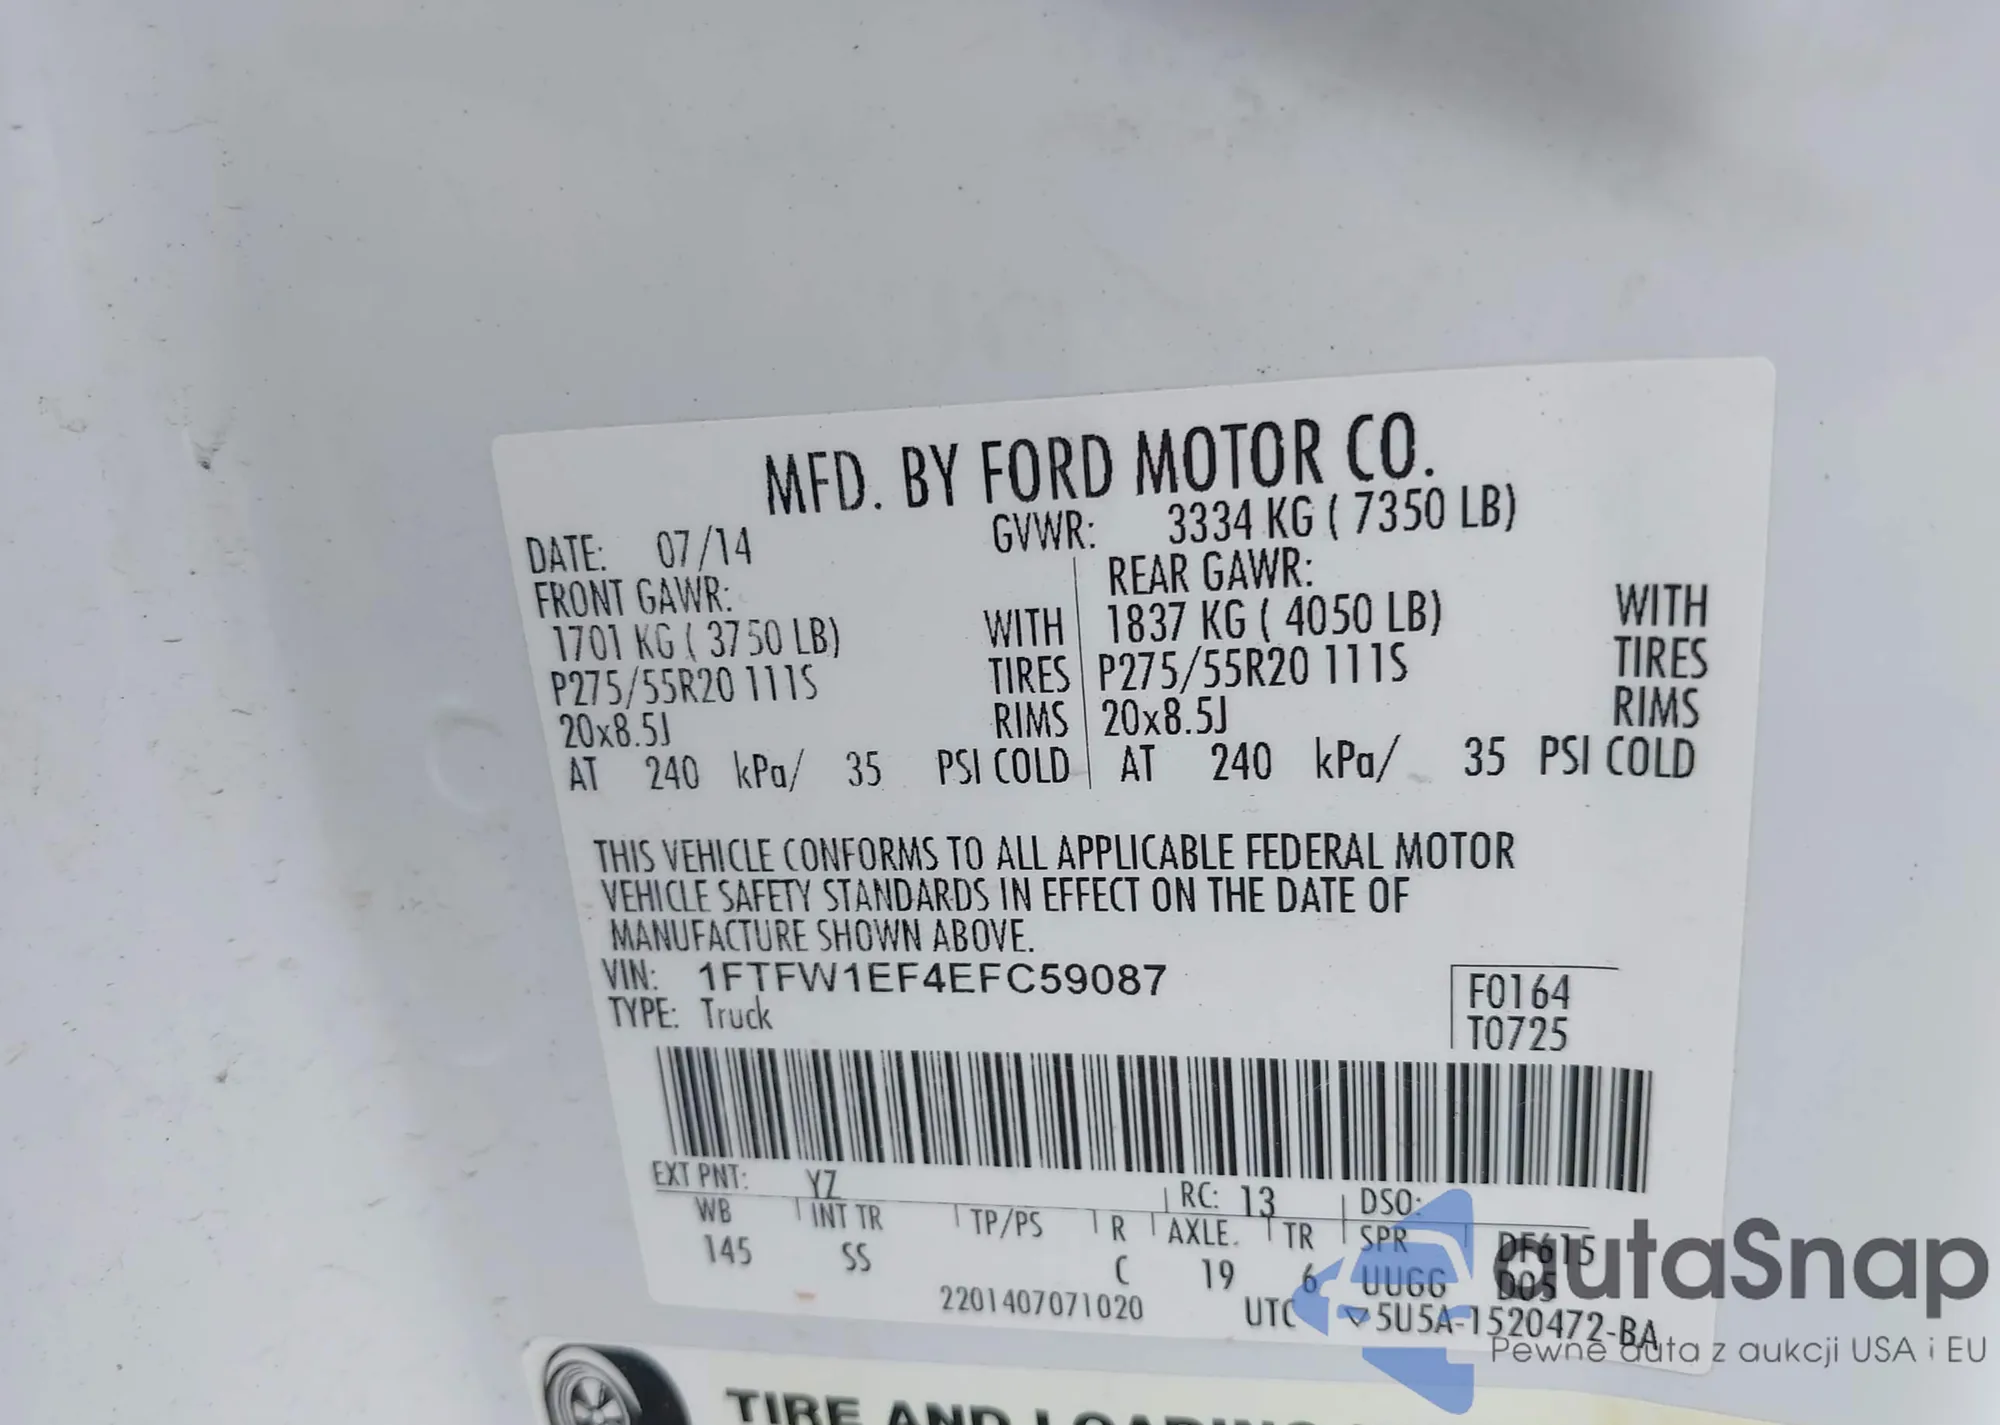 MFD. BY FORD MOTOR CO.
DATE: 07/14 GVWR: 3334 KG ( 7350 LB)
FRONT GAWR: REAR GAWR:
1701 KG ( 3750 LB) WITH 1837 KG ( 4050 LB) WITH
P275/55R20 111S TIRES P275/55R20 111S TIRES
20x8.5J RIMS 20x8.5J RIMS
AT 240 kPa/ 35 PSI COLD AT 240 kPa/ 35 PSI COLD
THIS VEHICLE CONFORMS TO ALL APPLICABLE FEDERAL MOTOR
VEHICLE SAFETY STANDARDS IN EFFECT ON THE DATE OF
MANUFACTURE SHOWN ABOVE.
VIN: 1FTFW1EF4EFC59087
TYPE: Truck
F0164
T0725
EXT PNT: YZ RC: 13 DSO:
WB INT TR TP/PS R AXLE. TR SPR DF615
145 SS C 19 6 UUGG D05
2201407071020 UTC ▽5U5A-1520472-BA
autaSnap
Pewne auta z aukcji USA i EU
TIRE AND